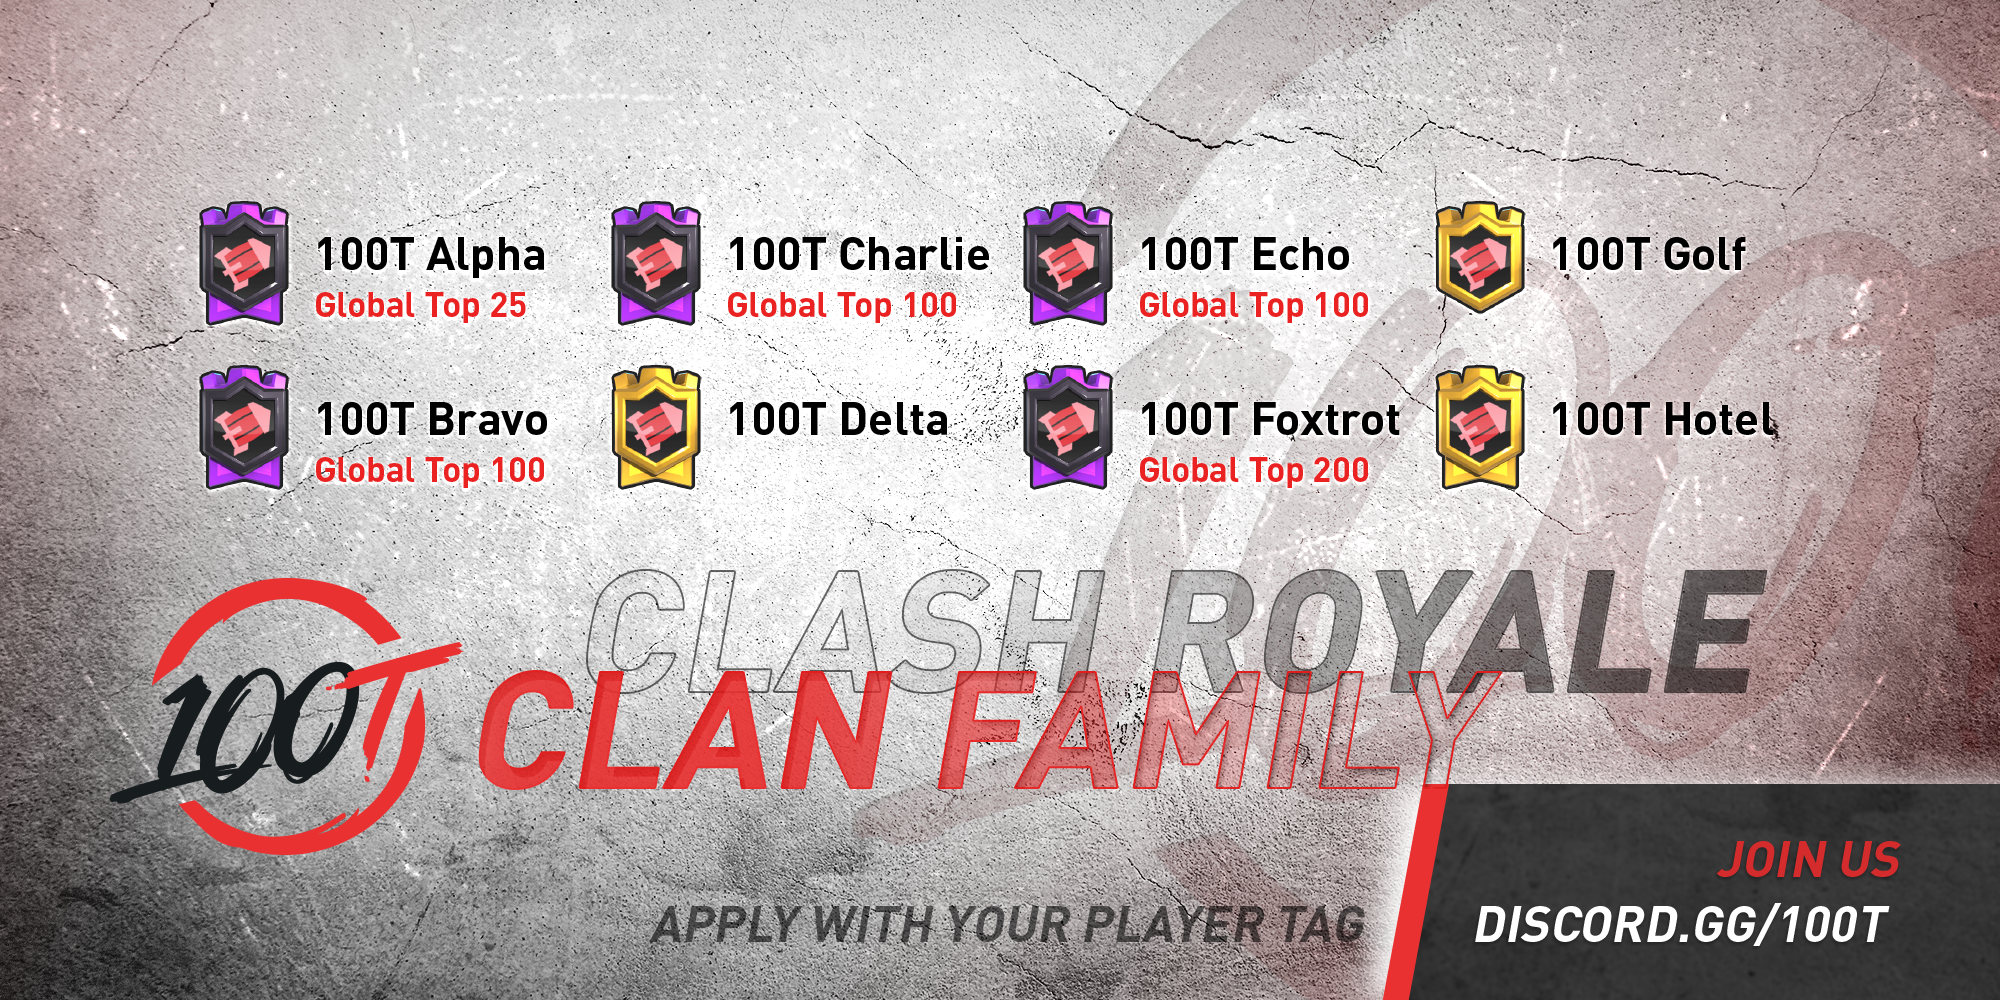 100T Alpha
Global Top 25
100T Charlie
Global Top 100
100T Echo
Global Top 100
100T Golf
100T Bravo
Global Top 100
100T Delta
100T Foxtrot
Global Top 200
100T Hotel
CLASH ROYALE
100T
CLAN FAMILY
JOIN US
APPLY WITH YOUR PLAYER TAG
DISCORD.GG/100T